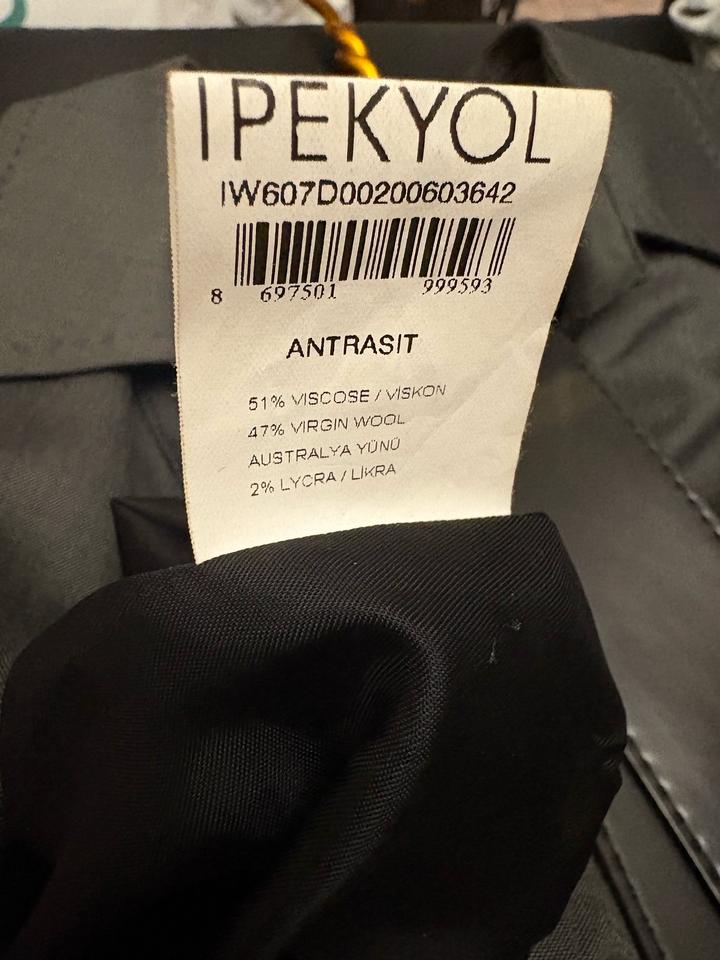 IPEKYOL
IW607D00200603642
8 697501 999593
ANTRASIT
51% VISCOSE / VİSKON
47% VIRGIN WOOL
AUSTRALYA YÜNÜ
2% LYCRA / LİKRA